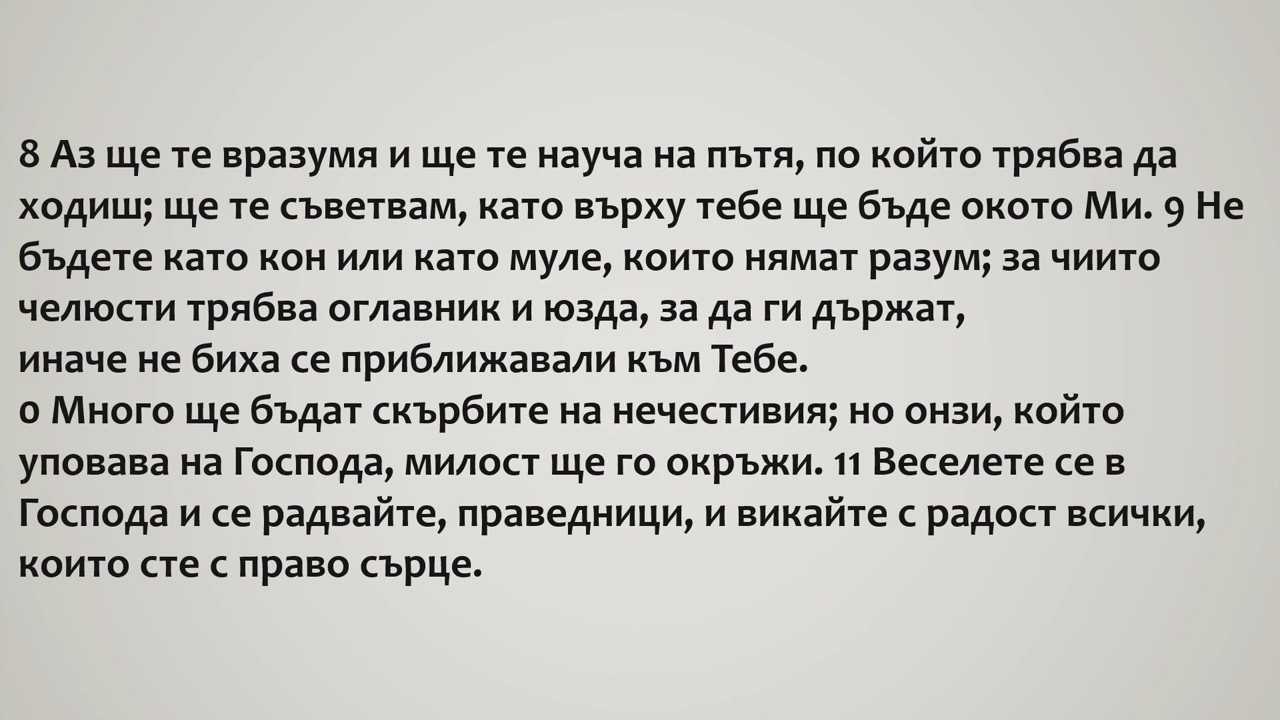 8 Аз ще те вразумя и ще те науча на пътя, по който трябва да
ходиш; ще те съветвам, като върху тебе ще бъде окото Ми. 9 Не
бъдете като кон или като муле, които нямат разум; за чиито
челюсти трябва оглавник и юзда, за да ги държат,
иначе не биха се приближавали към Тебе.
0 Много ще бъдат скърбите на нечестивия; но онзи, който
уповава на Господа, милост ще го окръжи. 11 Веселете се в
Господа и се радвайте, праведници, и викайте с радост всички,
които сте с право сърце.